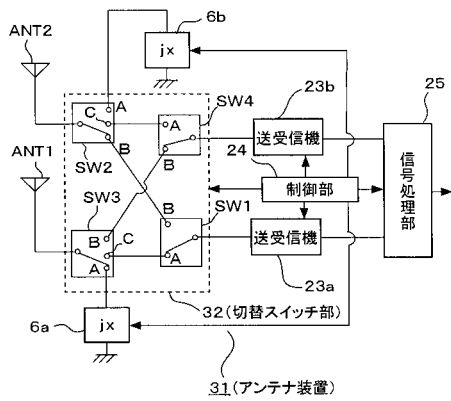 6b
ANT2
jx
A
C
B
SW2
A
B
SW4
23b
送受信機
25
24
制御部
信号処理部
ANT1
SW3
B
C
A
B
A
SW1
送受信機
23a
32(切替スイッチ部)
6a
jx
31(アンテナ装置)